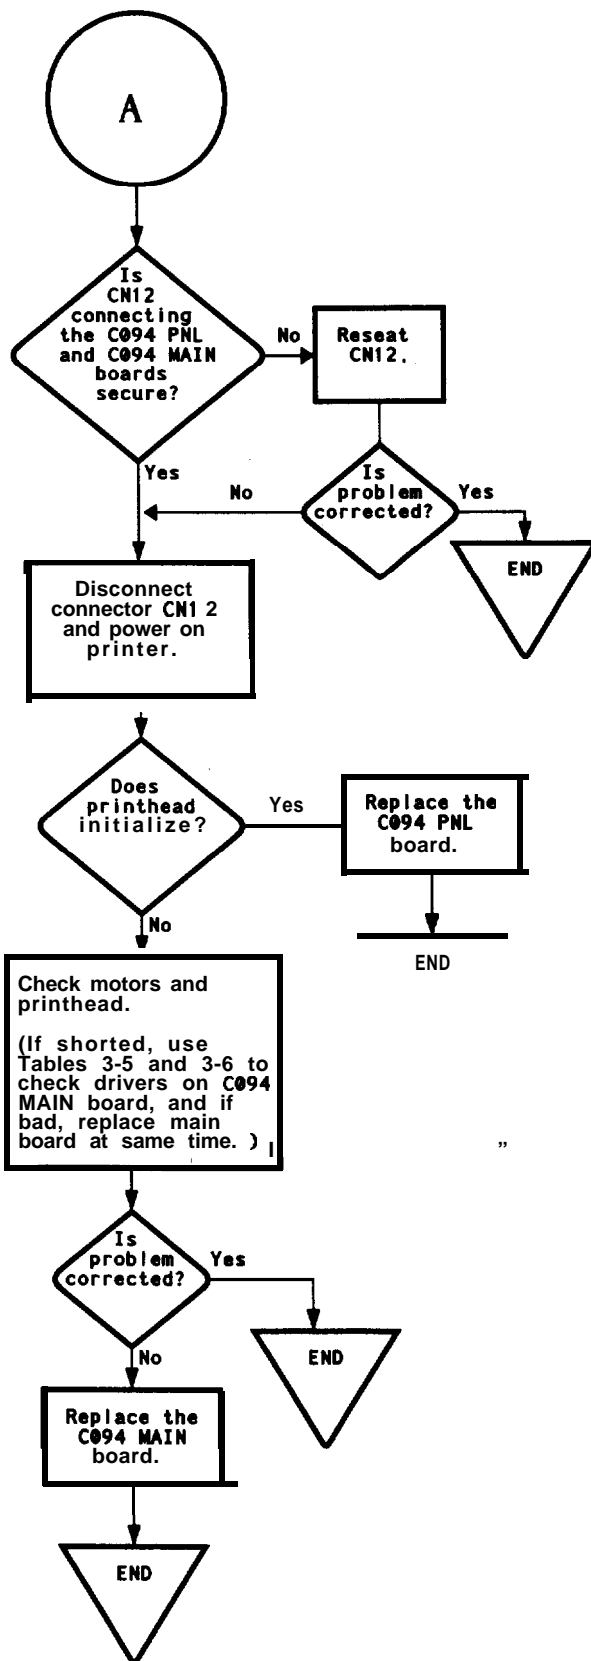 A
Is
CN12
connecting
the C094 PNL
and C094 MAIN
boards
secure?
No
Reseat
CN12.
Yes
Is
problem
corrected?
No
Yes
END
Disconnect
connector CN1 2
and power on
printer.
Does
printhead
initialize?
Yes
Replace the
C094 PNL
board.
No
END
Check motors and
printhead.
(If shorted, use
Tables 3-5 and 3-6 to
check drivers on C094
MAIN board, and if
bad, replace main
board at same time. )
”
Is
problem
corrected?
Yes
END
No
Replace the
C094 MAIN
board.
END